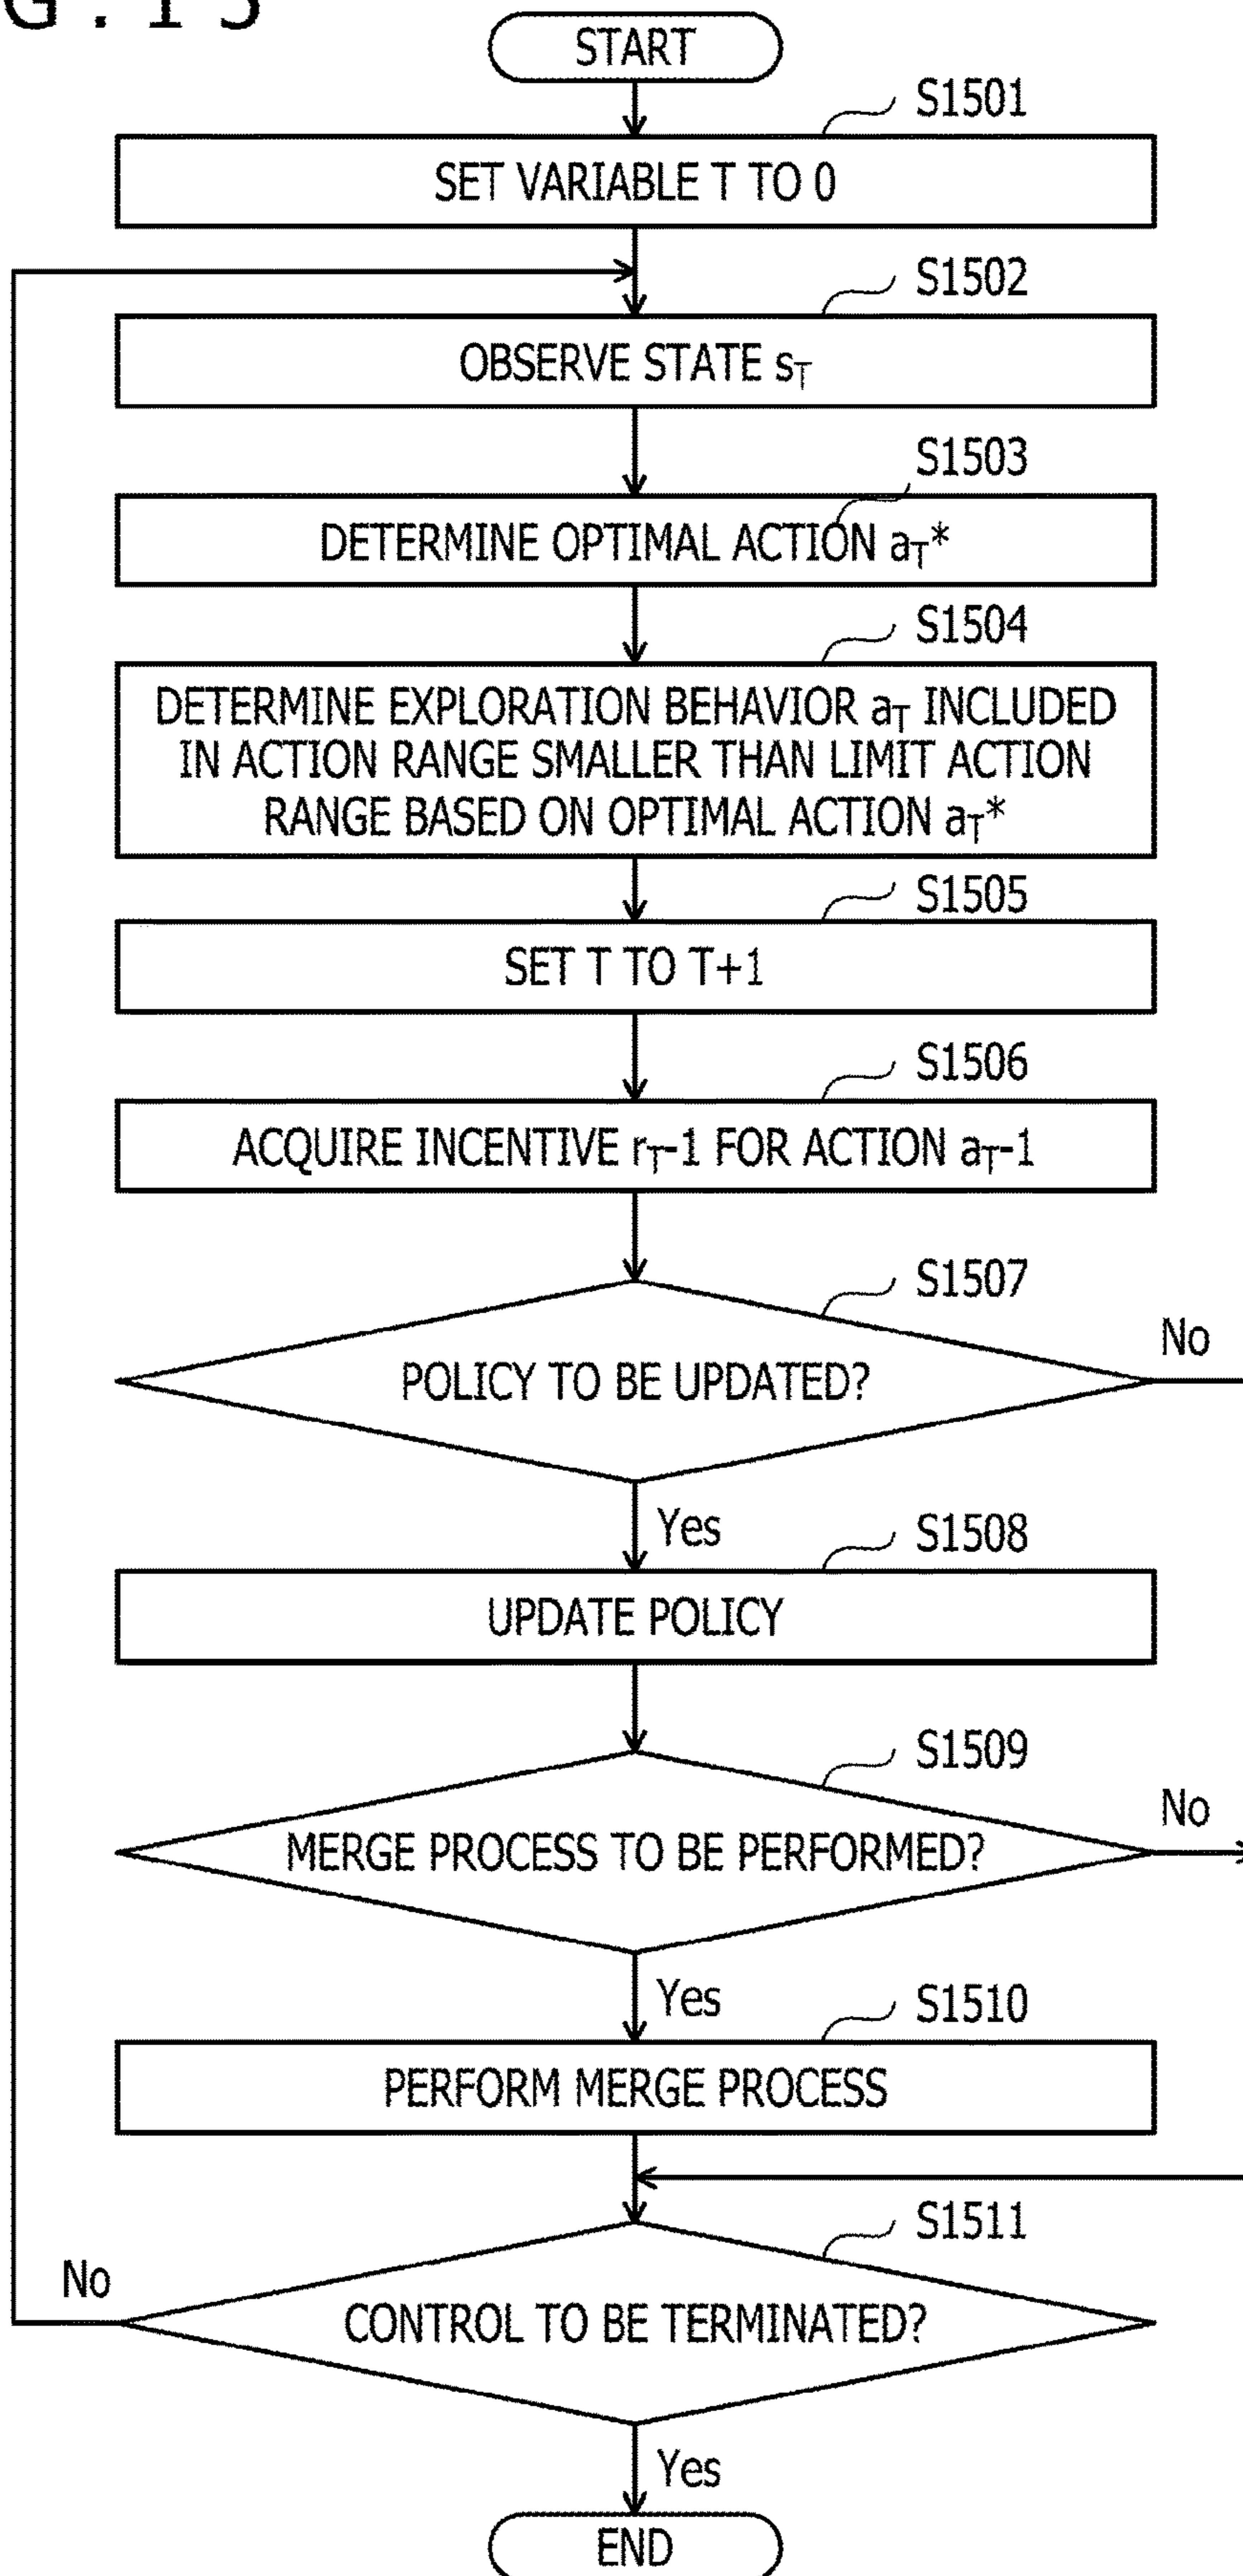 G.15
START
S1501
SET VARIABLE T TO 0
S1502
OBSERVE STATE sT
S1503
DETERMINE OPTIMAL ACTION aT*
S1504
DETERMINE EXPLORATION BEHAVIOR aT INCLUDED
IN ACTION RANGE SMALLER THAN LIMIT ACTION
RANGE BASED ON OPTIMAL ACTION aT*
S1505
SET T TO T+1
S1506
ACQUIRE INCENTIVE rT-1 FOR ACTION aT-1
S1507
No
POLICY TO BE UPDATED?
Yes
S1508
UPDATE POLICY
S1509
No
MERGE PROCESS TO BE PERFORMED?
Yes
S1510
PERFORM MERGE PROCESS
S1511
No
CONTROL TO BE TERMINATED?
Yes
END